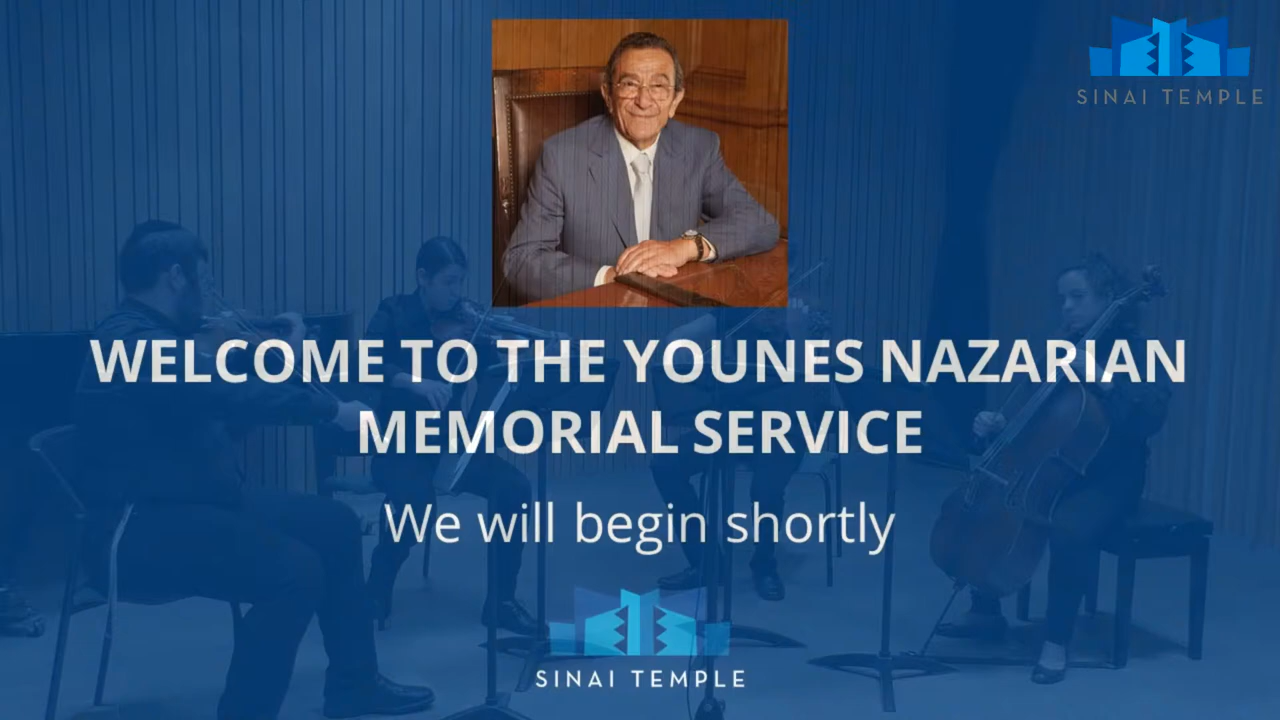 SINAI TEMPLE
WELCOME TO THE YOUNES NAZARIAN
MEMORIAL SERVICE
We will begin shortly
SINAI TEMPLE